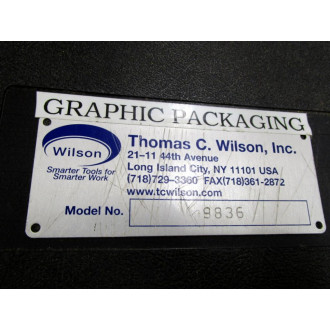 GRAPHIC PACKAGING
Wilson
Smarter Tools for
Smarter Work
Thomas C. Wilson, Inc.
21-11 44th Avenue
Long Island City, NY 11101 USA
(718)729-3360 FAX(718)361-2872
www.tcwilson.com
Model No. 9836